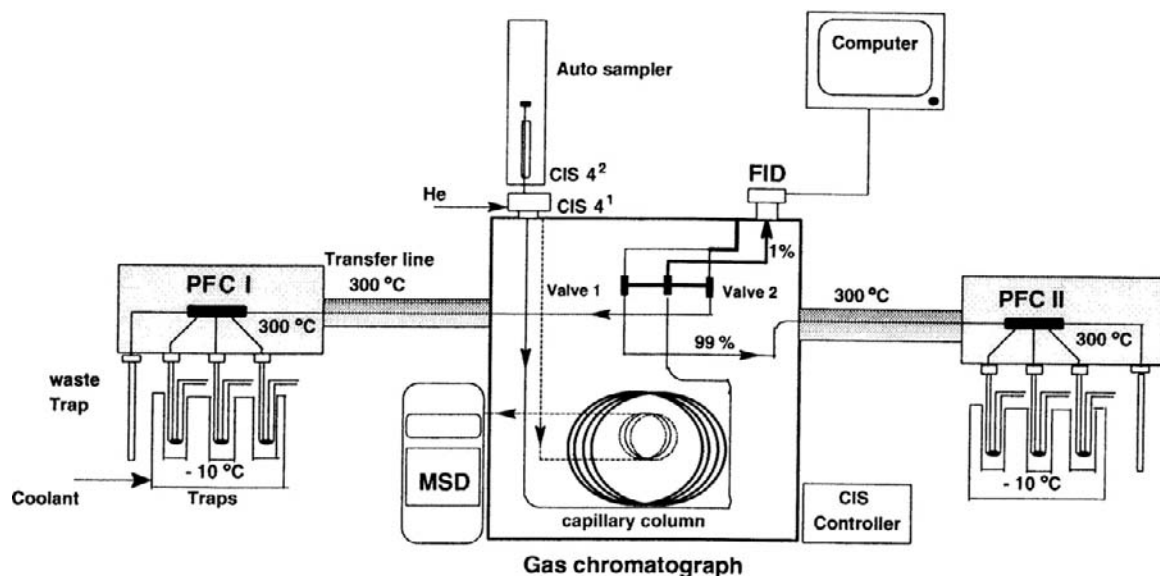 Computer
Auto sampler
CIS 4²
FID
He
CIS 4¹
1%
Transfer line
PFC I
300 °C
Valve 1
Valve 2
300 °C
PFC II
300 °C
99 %
300 °C
waste
Trap
- 10 °C
Coolant
Traps
MSD
capillary column
CIS
Controller
- 10 °C
Gas chromatograph